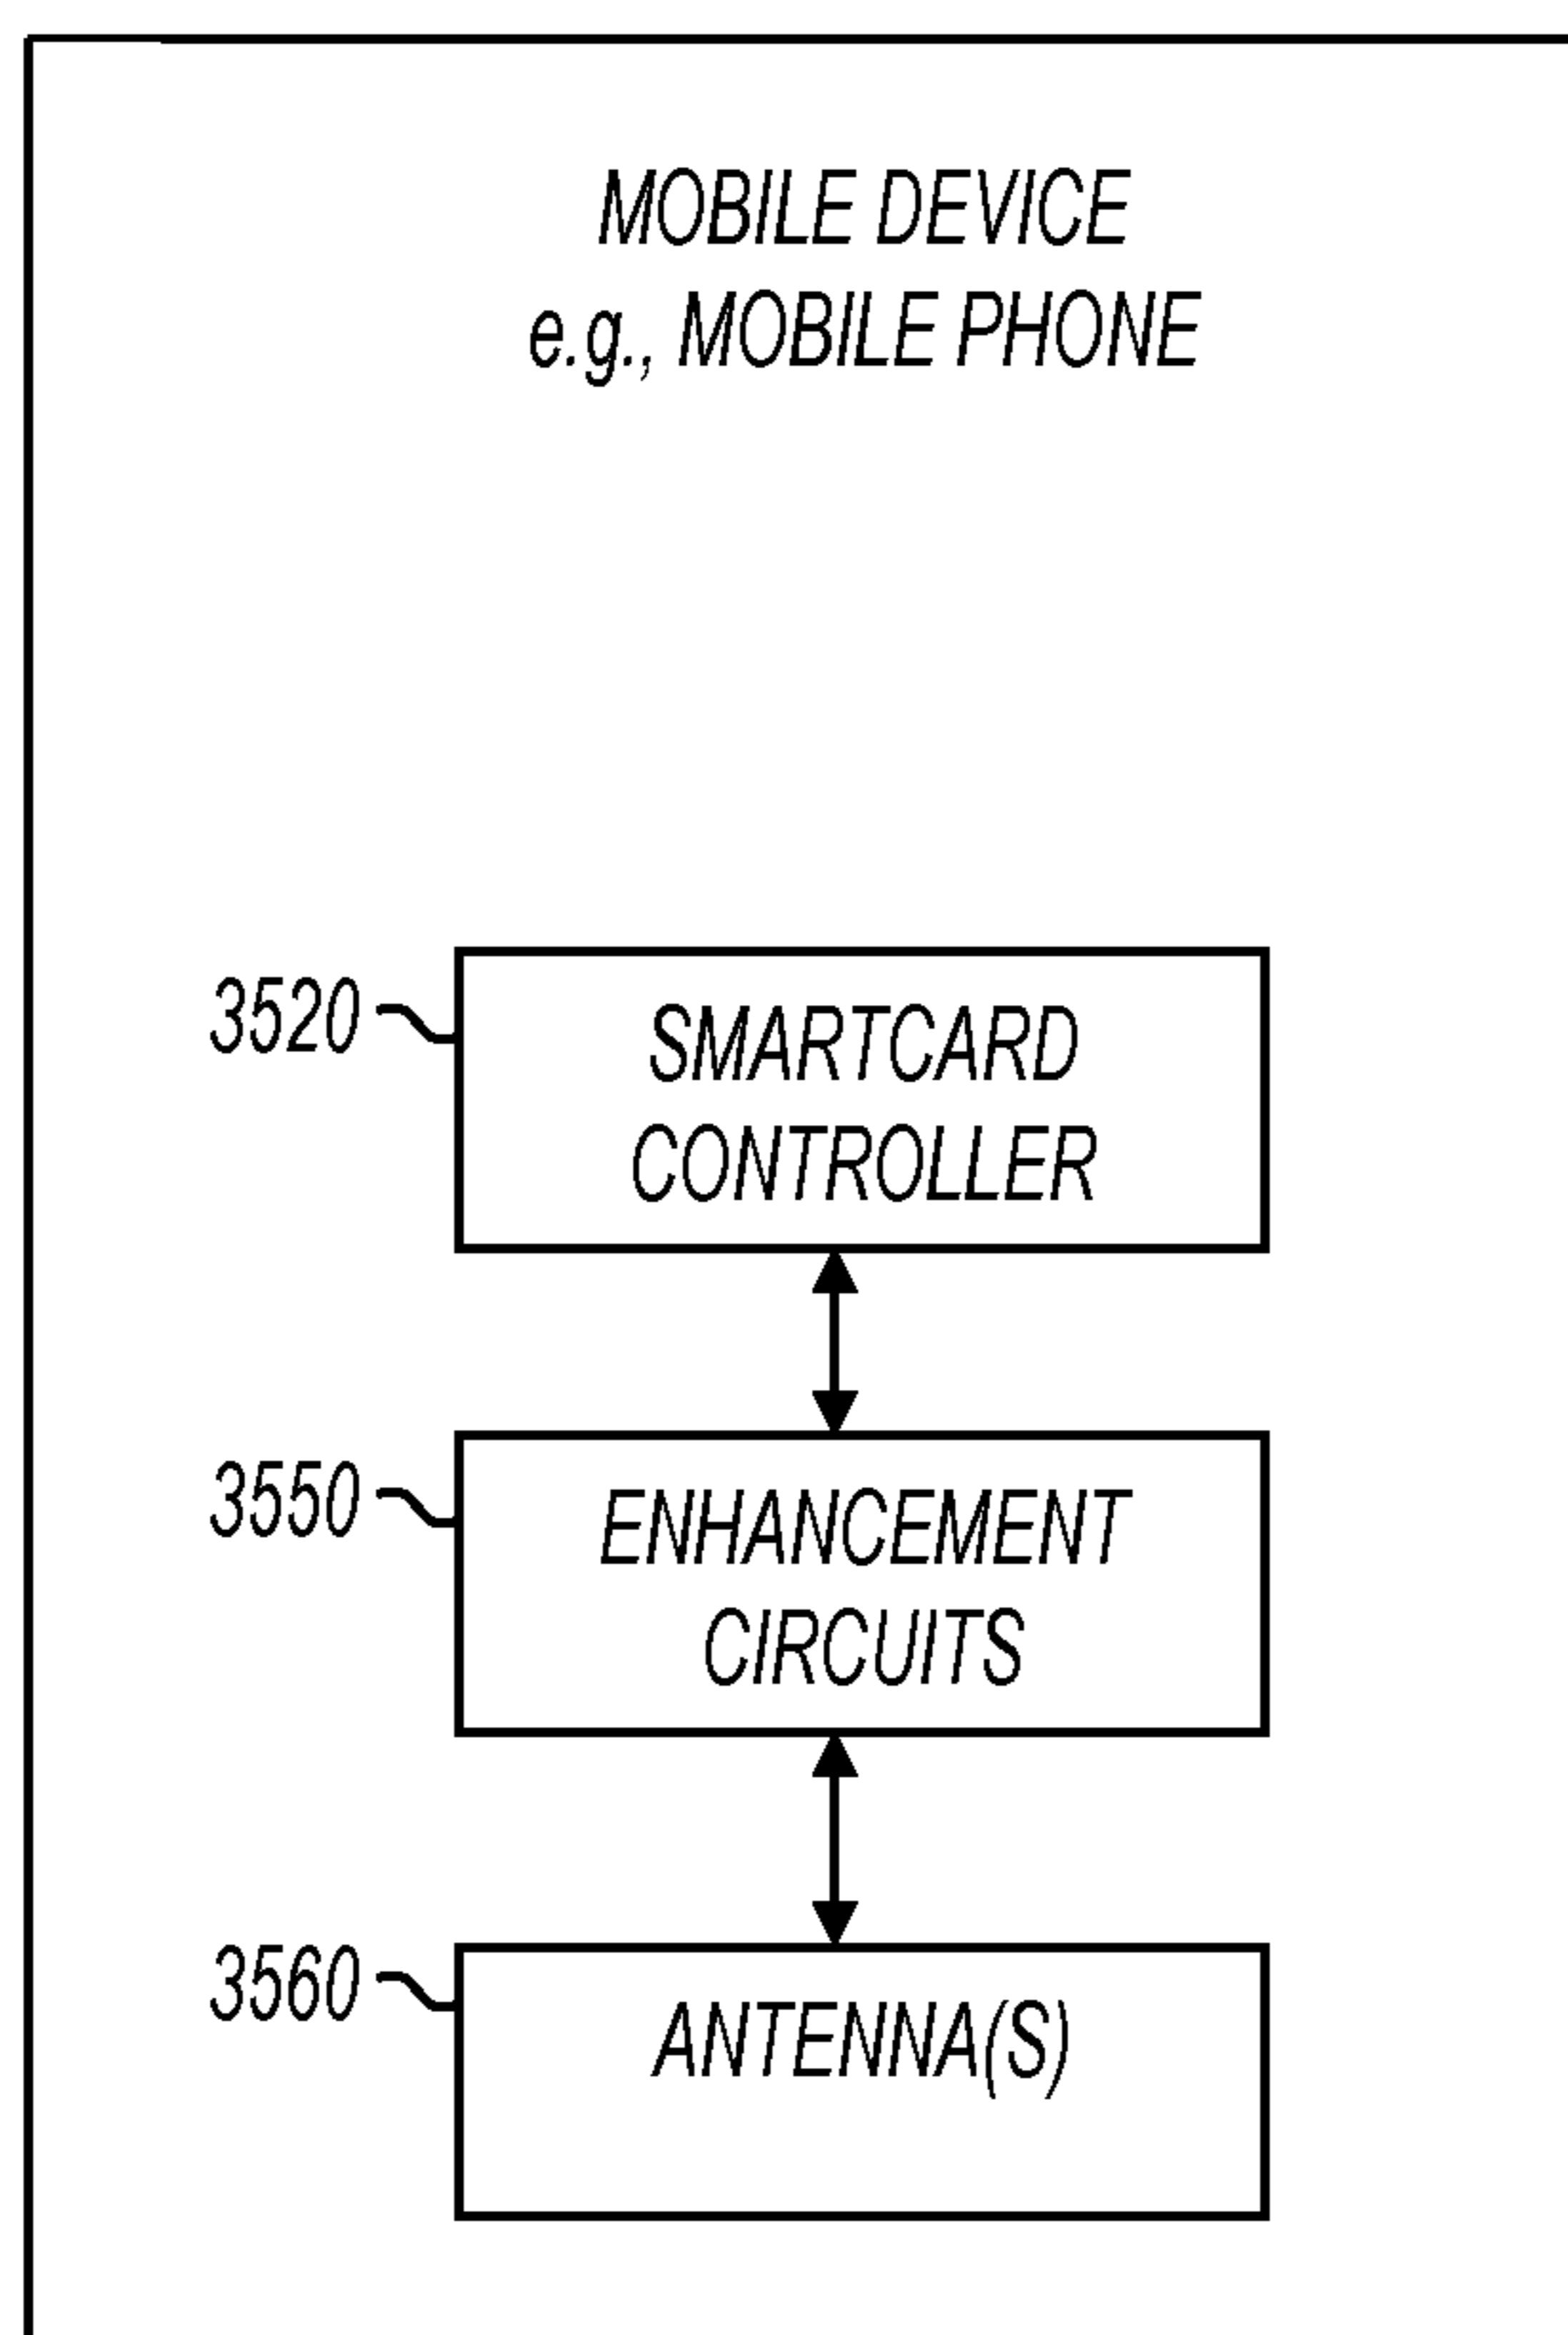 MOBILE DEVICE
e.g., MOBILE PHONE
3520
SMARTCARD
CONTROLLER
3550
ENHANCEMENT
CIRCUITS
3560
ANTENNA(S)